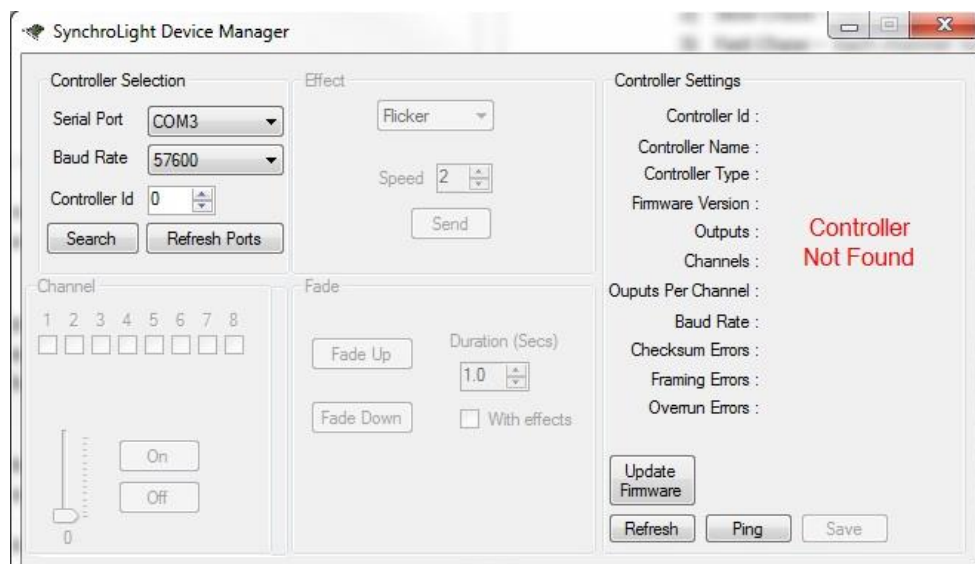 SynchroLight Device Manager
Controller Selection
Serial Port COM3
Baud Rate 57600
Controller Id 0
Search Refresh Ports
Effect
Flicker
Speed 2
Send
Channel
1 2 3 4 5 6 7 8
On
Off
0
Fade
Fade Up
Duration (Secs)
1.0
Fade Down
With effects
Controller Settings
Controller Id :
Controller Name :
Controller Type :
Firmware Version :
Outputs :
Channels :
Ouputs Per Channel :
Baud Rate :
Checksum Errors :
Framing Errors :
Overrun Errors :
Controller
Not Found
Update
Firmware
Refresh Ping Save